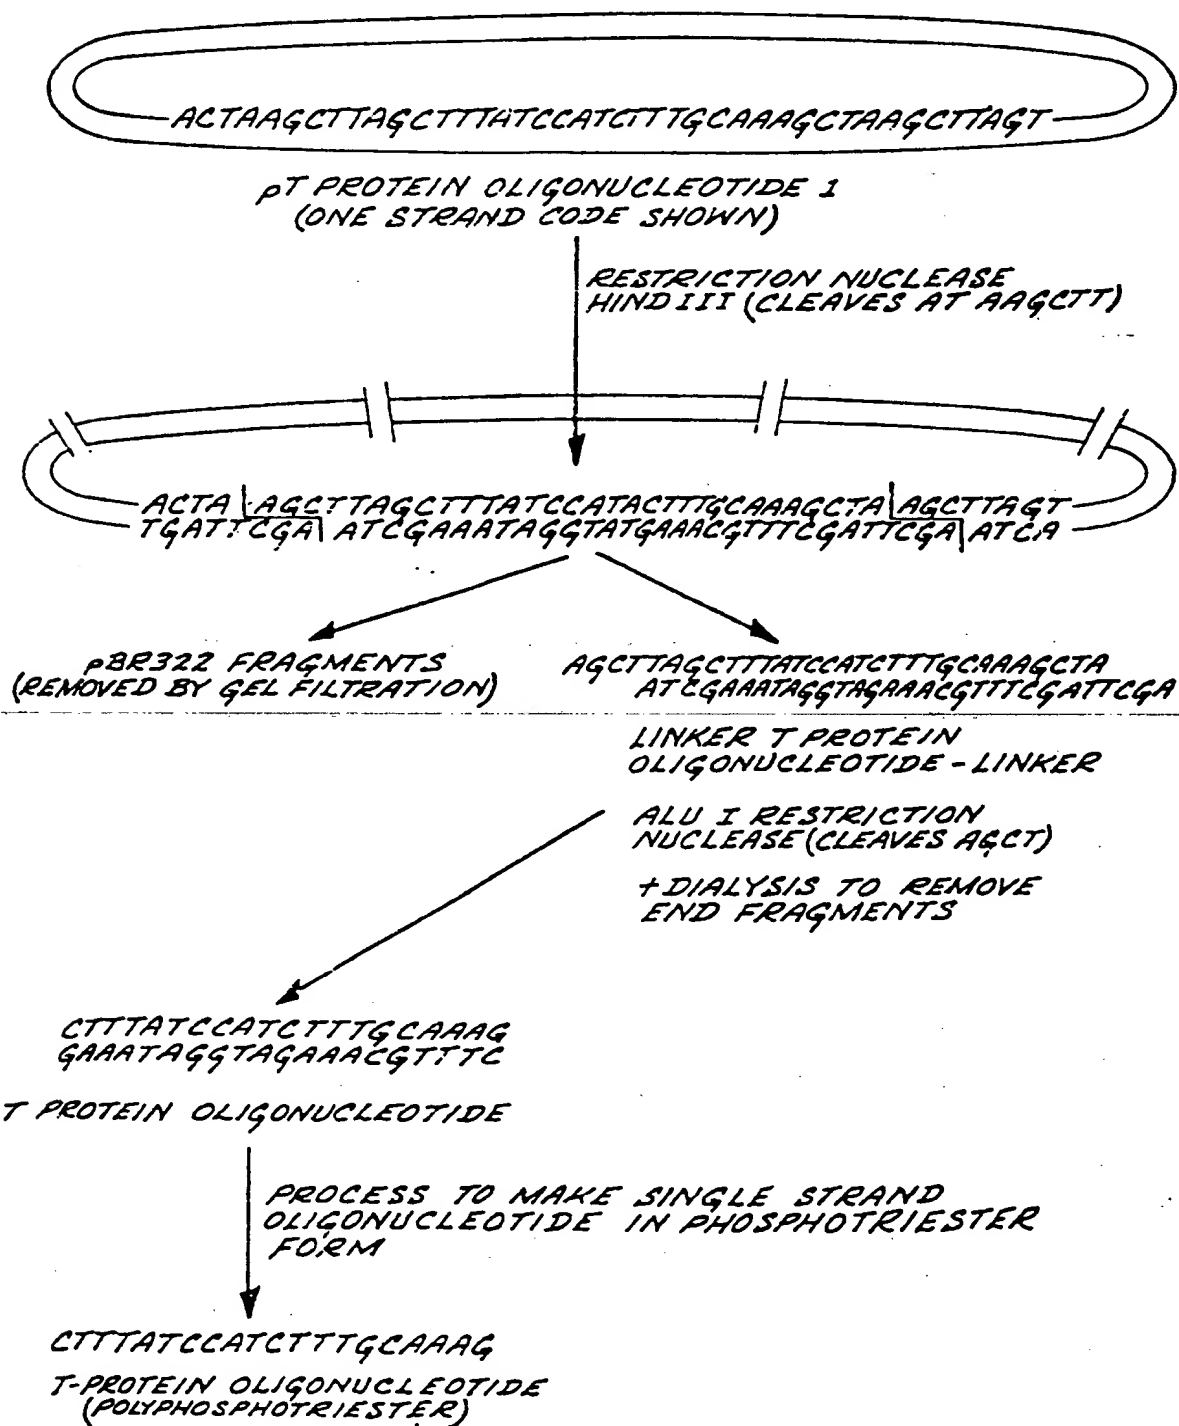 ACTAAGCTTAGCTTTATCCATCTTTGCAAAGCTAAGCTTAGT
pT PROTEIN OLIGONUCLEOTIDE 1
(ONE STRAND CODE SHOWN)
RESTRICTION NUCLEASE
HINDIII (CLEAVES AT AAGCTT)
ACTA AGCTTAGCTTTATCCATACTTTGCAAAGCTA AGCTTAGT
TGATTCGA ATCGAAATAGGTATGAAACGTTTCGATTCGA ATCA
pBR322 FRAGMENTS
(REMOVED BY GEL FILTRATION)
AGCTTAGCTTTATCCATCTTTGCAAAGCTA
ATCGAAATAGGTAGAAACGTTTCGATTCGA
LINKER T PROTEIN
OLIGONUCLEOTIDE - LINKER
ALU I RESTRICTION
NUCLEASE (CLEAVES AGCT)
+ DIALYSIS TO REMOVE
END FRAGMENTS
CTTTATCCATCTTTGCAAAG
GAAATAGGTAGAAACGTTTC
T PROTEIN OLIGONUCLEOTIDE
PROCESS TO MAKE SINGLE STRAND
OLIGONUCLEOTIDE IN PHOSPHOTRIESTER
FORM
CTTTATCCATCTTTGCAAAG
T-PROTEIN OLIGONUCLEOTIDE
(POLYPHOSPHOTRIESTER)